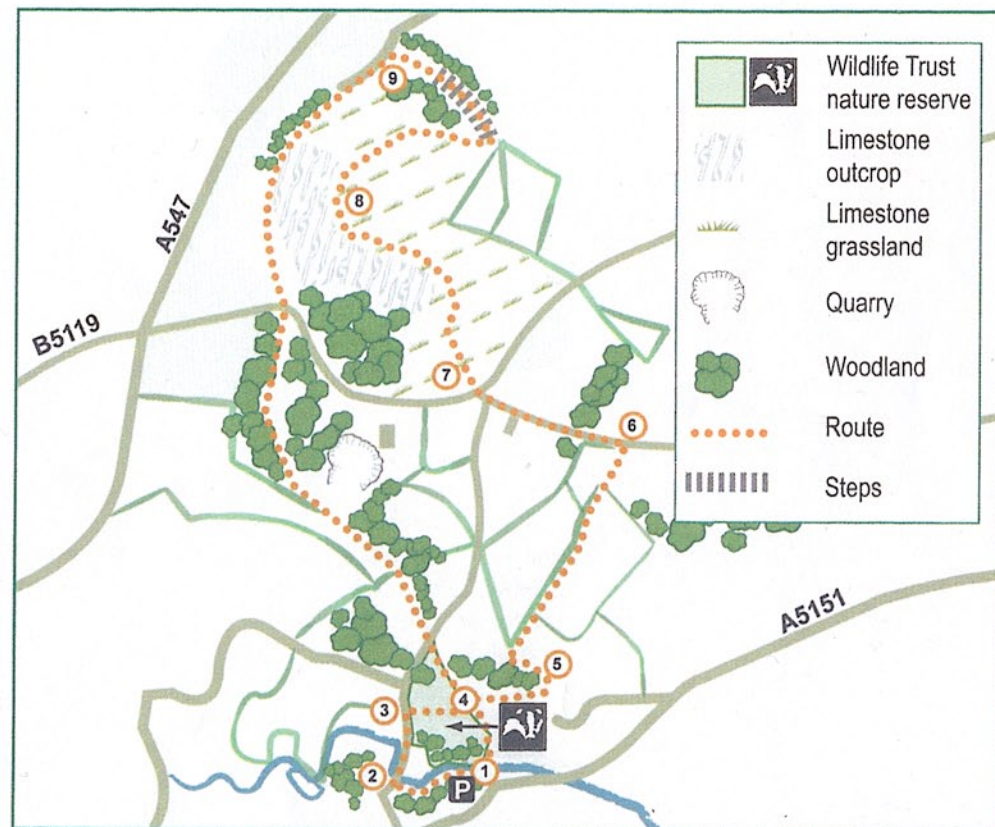 Wildlife Trust
nature reserve
Limestone
outcrop
Limestone
grassland
Quarry
Woodland
Route
Steps
A547
B5119
A5151
9
8
7
6
5
4
3
2
1
P